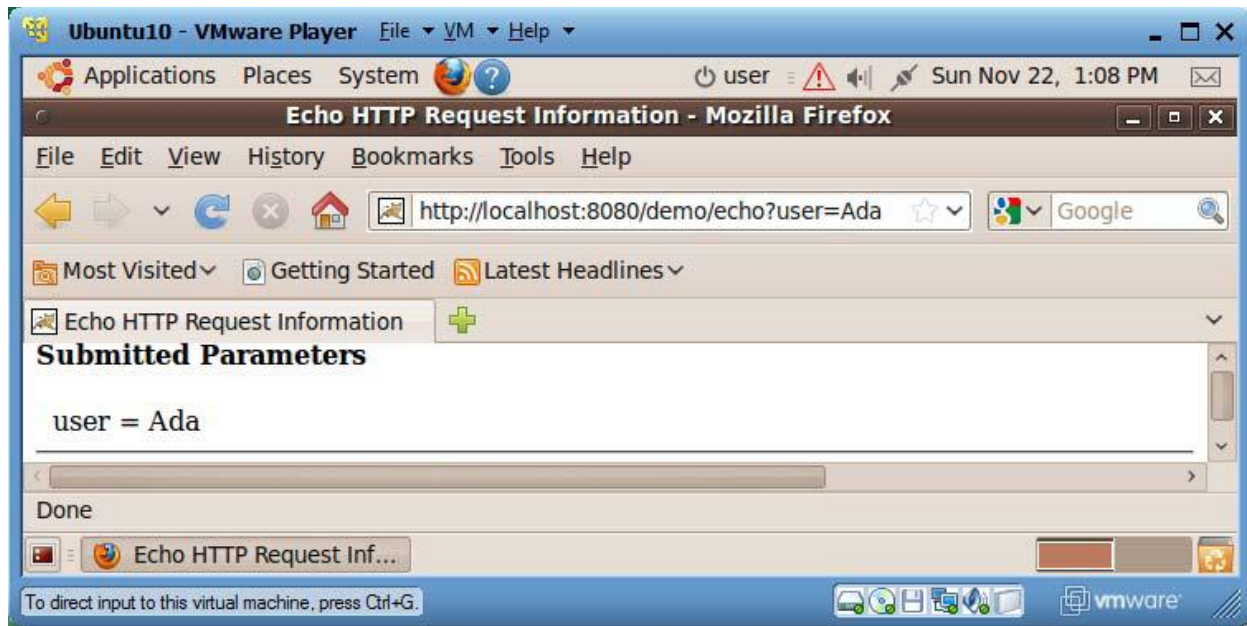 Ubuntu10 - VMware Player File VM Help
Applications Places System user Sun Nov 22, 1:08 PM
Echo HTTP Request Information - Mozilla Firefox
File Edit View History Bookmarks Tools Help
http://localhost:8080/demo/echo?user=Ada Google
Most Visited Getting Started Latest Headlines
Echo HTTP Request Information
Submitted Parameters
user = Ada
Done
Echo HTTP Request Inf...
To direct input to this virtual machine, press Ctrl+G. vmware